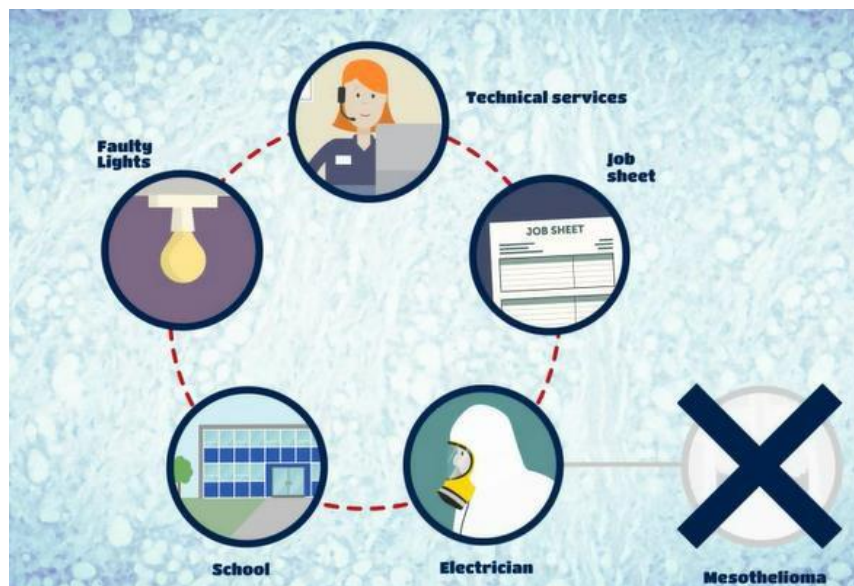 Technical services
Faulty
Lights
Job
sheet
JOB SHEET
School
Electrician
Mesothelioma